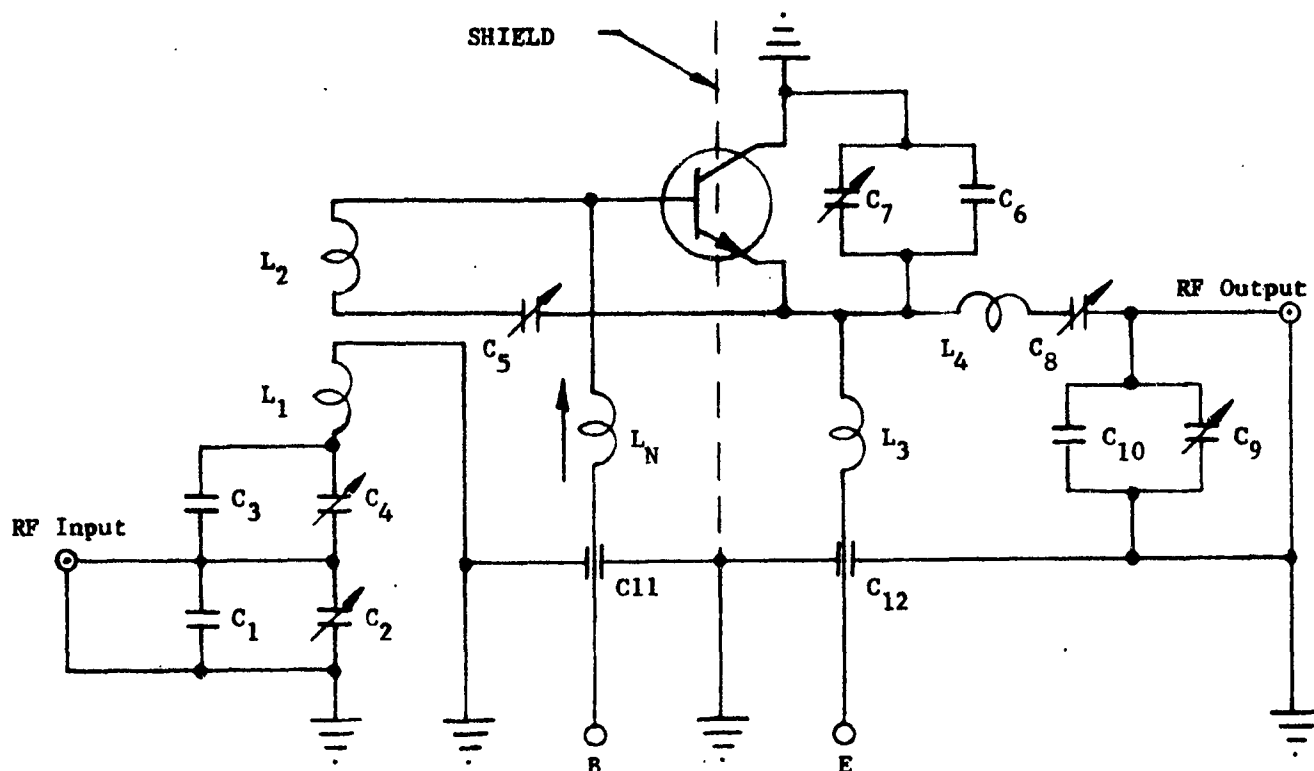 SHIELD
C7
C6
L2
RF Output
C5
L4
C8
L1
LN
L3
C10
C9
C3
C4
RF Input
C11
C12
C1
C2
B
E